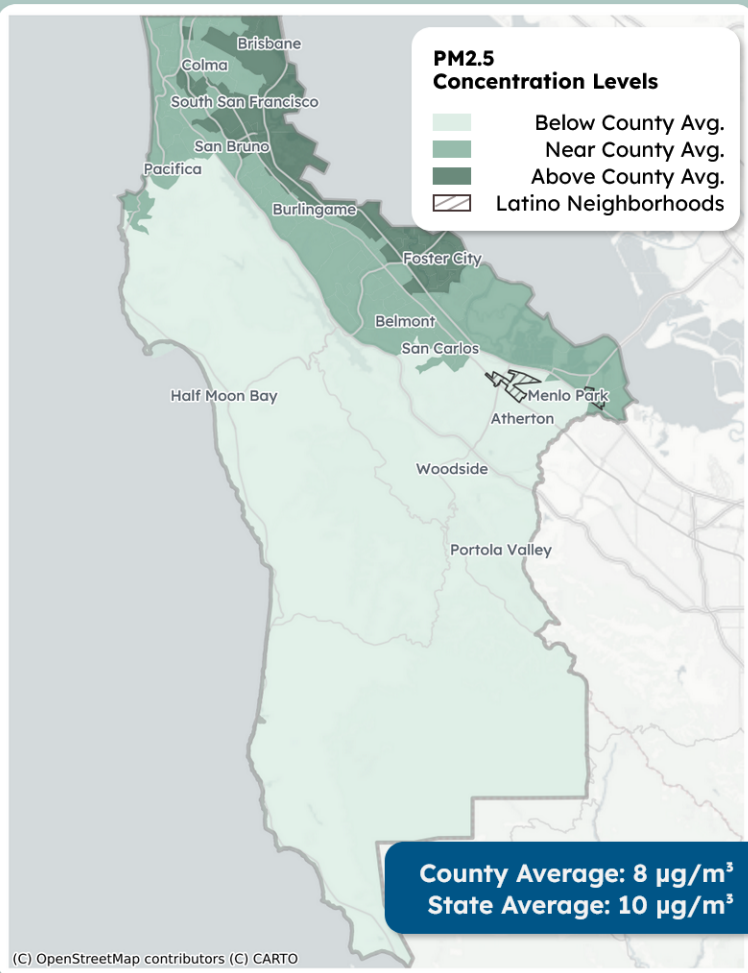 PM2.5
Concentration Levels
Below County Avg.
Near County Avg.
Above County Avg.
Latino Neighborhoods
Brisbane
Colma
South San Francisco
San Bruno
Pacifica
Burlingame
Foster City
Belmont
San Carlos
Half Moon Bay
Menlo Park
Atherton
Woodside
Portola Valley
County Average: 8 µg/m³
State Average: 10 µg/m³
(C) OpenStreetMap contributors (C) CARTO